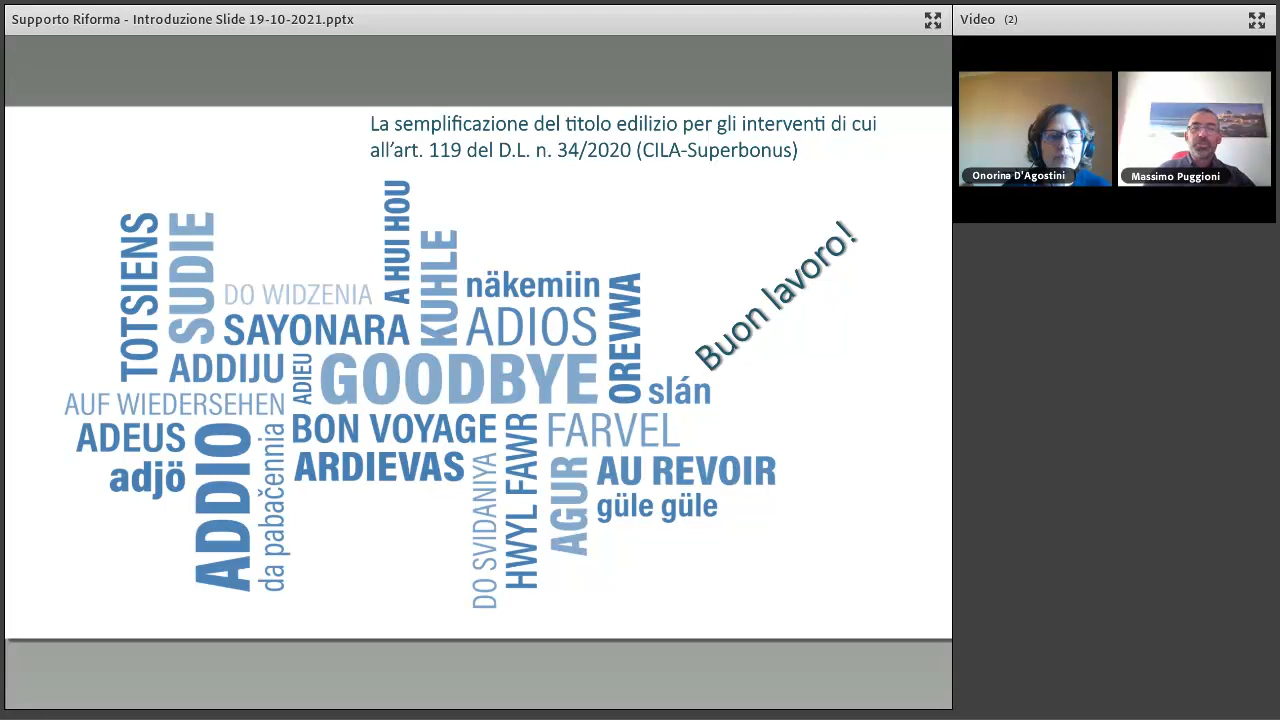 Supporto Riforma - Introduzione Slide 19-10-2021.pptx
Video (2)
Onorina D'Agostini
Massimo Puggioni
La semplificazione del titolo edilizio per gli interventi di cui
all'art. 119 del D.L. n. 34/2020 (CILA-Superbonus)
TOTSIENS
SUDIE
DO WIDZENIA
A HUI HOU
KUHLE
näkemiin
SAYONARA
ADIOS
OREVWA
Buon lavoro!
ADDIJU
ADIEU
GOODBYE
slán
AUF WIEDERSEHEN
ADEUS
BON VOYAGE
FARVEL
adjö
ADDIO
da pabačennia
ARDIEVAS
DO SVIDANIYA
HWYL FAWR
AGUR
AU REVOIR
güle güle